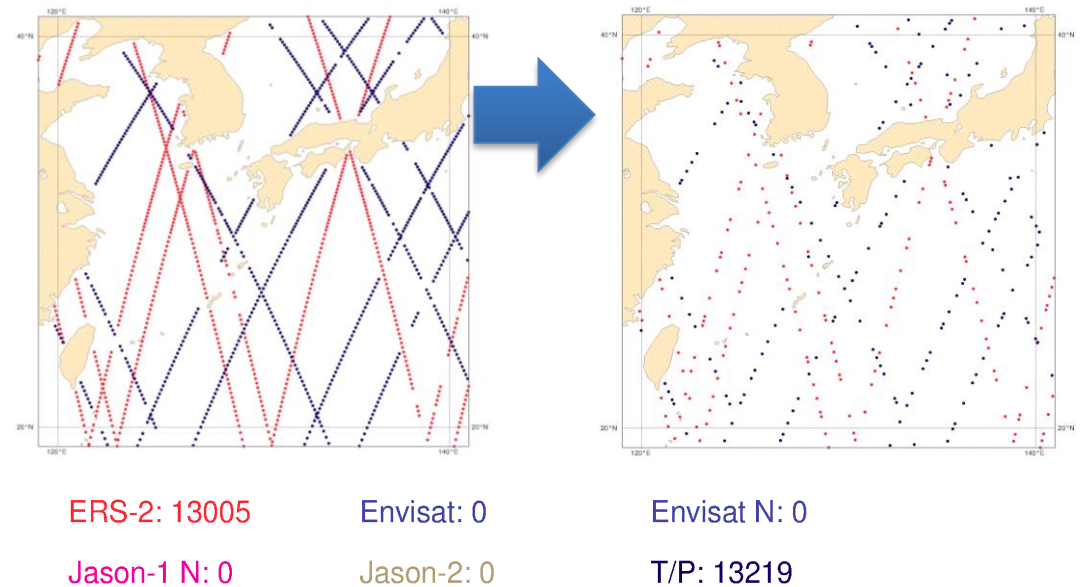 120°E 140°E 120°E 140°E
40°N 40°N 40°N 40°N
20°N 20°N 20°N 20°N
120°E 140°E 120°E 140°E
ERS-2: 13005 Envisat: 0 Envisat N: 0
Jason-1 N: 0 Jason-2: 0 T/P: 13219